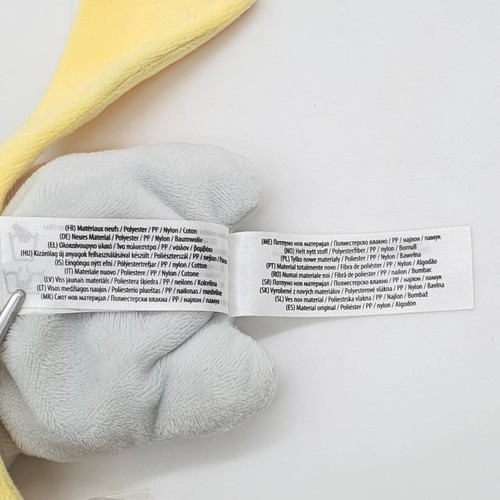 (FR) Matériaux neufs / Polyester / PP / Nylon / Coton
(DE) Neues Material / Polyester / PP / Nylon / Baumwolle
(EL) Ολοκαίνουργιο υλικό / Ίνα πολυεστέρα / PP / νάιλον / βαμβάκι
(HU) Kizárólag új anyagok felhasználásával készült / Poliészterszál / PP / nejlon /
(IS) Eingöngu nýtt efni / Pólýestertrefjar / PP / nylon / Cotton
(IT) Materiale nuovo / Poliestere / PP / Nylon / Cotone
(LV) Viss jaunais materiāls / Poliestera šķiedra / PP / neilons / Kokvilna
(LT) Visos medžiagos naujos / Poliesterio pluoštas / PP / nailonas / medvilnė
(MK) Сиот нов материјал / Полиестерски влакна / PP / најлон / памук
(ME) Потпуно нов материјал / Полиестерско влакно / PP / најлон / памук
(NO) Helt nytt stoff / Polyesterfiber / PP / nylon / Bomull
(PL) Tylko nowe materiały / Poliester / PP / Nylon / Bawełna
(PT) Material totalmente novo / Fibra de poliéster / PP / Nylon / Algodão
(RO) Numai materiale noi / Fibră de poliester / PP / nailon / Bumbac
(SR) Потпуно нов материјал / Полиестерско влакно / PP / најлон / памук
(SK) Vyrobené z nových materiálov / Polyesterové vlákna / PP / Nylon / Bavlna
(SL) Ves nov material / Poliestrska vlakna / PP / Najlon / Bombaž
(ES) Material original / Poliéster / PP / nylon / Algodón